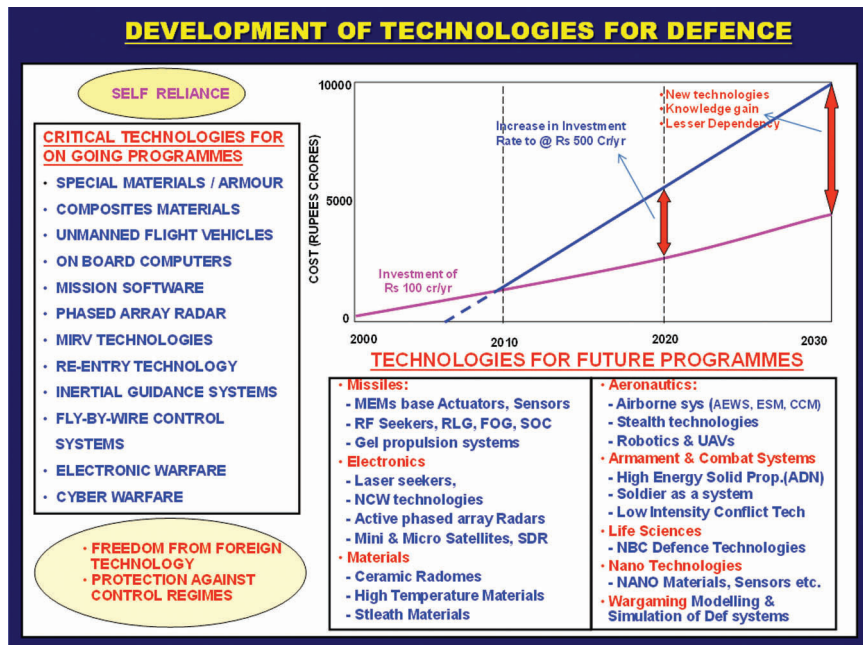 DEVELOPMENT OF TECHNOLOGIES FOR DEFENCE
SELF RELIANCE
CRITICAL TECHNOLOGIES FOR
ON GOING PROGRAMMES
• SPECIAL MATERIALS / ARMOUR
• COMPOSITES MATERIALS
• UNMANNED FLIGHT VEHICLES
• ON BOARD COMPUTERS
• MISSION SOFTWARE
• PHASED ARRAY RADAR
• MIRV TECHNOLOGIES
• RE-ENTRY TECHNOLOGY
• INERTIAL GUIDANCE SYSTEMS
• FLY-BY-WIRE CONTROL
SYSTEMS
• ELECTRONIC WARFARE
• CYBER WARFARE
• FREEDOM FROM FOREIGN
TECHNOLOGY
• PROTECTION AGAINST
CONTROL REGIMES
COST (RUPEES CRORES)
10000
5000
0
2000
2010
2020
2030
Investment of
Rs 100 cr/yr
Increase in Investment
Rate to @ Rs 500 Cr/yr
•New technologies
•Knowledge gain
•Lesser Dependency
TECHNOLOGIES FOR FUTURE PROGRAMMES
• Missiles:
- MEMs base Actuators, Sensors
- RF Seekers, RLG, FOG, SOC
- Gel propulsion systems
• Electronics
- Laser seekers,
- NCW technologies
- Active phased array Radars
- Mini & Micro Satellites, SDR
• Materials
- Ceramic Radomes
- High Temperature Materials
- Stleath Materials
• Aeronautics:
- Airborne sys (AEWS, ESM, CCM)
- Stealth technologies
- Robotics & UAVs
• Armament & Combat Systems
- High Energy Solid Prop.(ADN)
- Soldier as a system
- Low Intensity Conflict Tech
• Life Sciences
- NBC Defence Technologies
• Nano Technologies
- NANO Materials, Sensors etc.
• Wargaming Modelling &
Simulation of Def systems